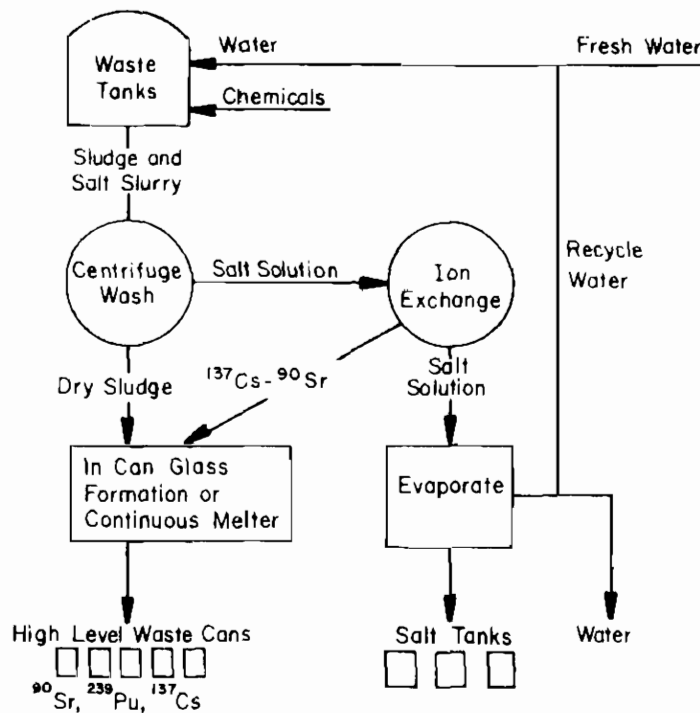 Water
Fresh Water
Waste
Tanks
Chemicals
Sludge and
Salt Slurry
Recycle
Water
Centrifuge
Wash
Salt Solution
Ion
Exchange
Dry Sludge
¹³⁷Cs-⁹⁰Sr
Salt
Solution
In Can Glass
Formation or
Continuous Melter
Evaporate
High Level Waste Cans
Salt Tanks
Water
⁹⁰Sr, ²³⁹Pu, ¹³⁷Cs